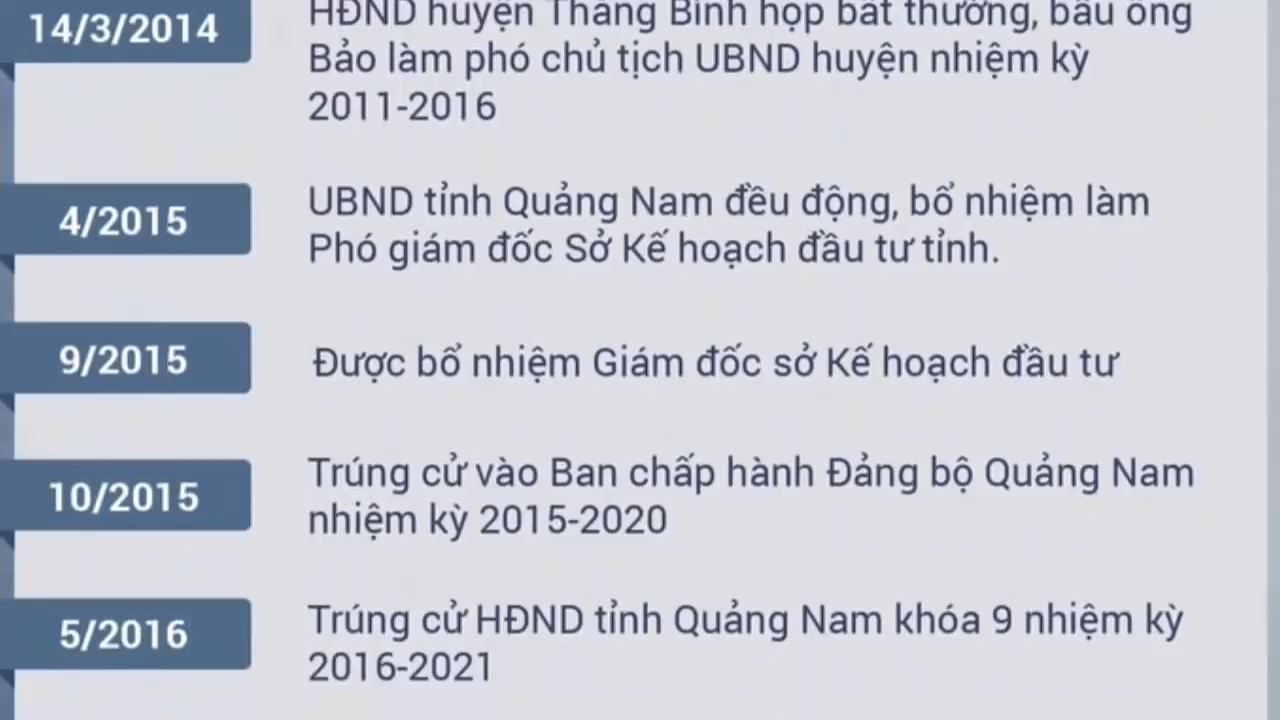 14/3/2014
HĐND huyện Thăng Bình họp bất thường, bầu ông
Bảo làm phó chủ tịch UBND huyện nhiệm kỳ
2011-2016
4/2015
UBND tỉnh Quảng Nam đều động, bổ nhiệm làm
Phó giám đốc Sở Kế hoạch đầu tư tỉnh.
9/2015
Được bổ nhiệm Giám đốc sở Kế hoạch đầu tư
10/2015
Trúng cử vào Ban chấp hành Đảng bộ Quảng Nam
nhiệm kỳ 2015-2020
5/2016
Trúng cử HĐND tỉnh Quảng Nam khóa 9 nhiệm kỳ
2016-2021